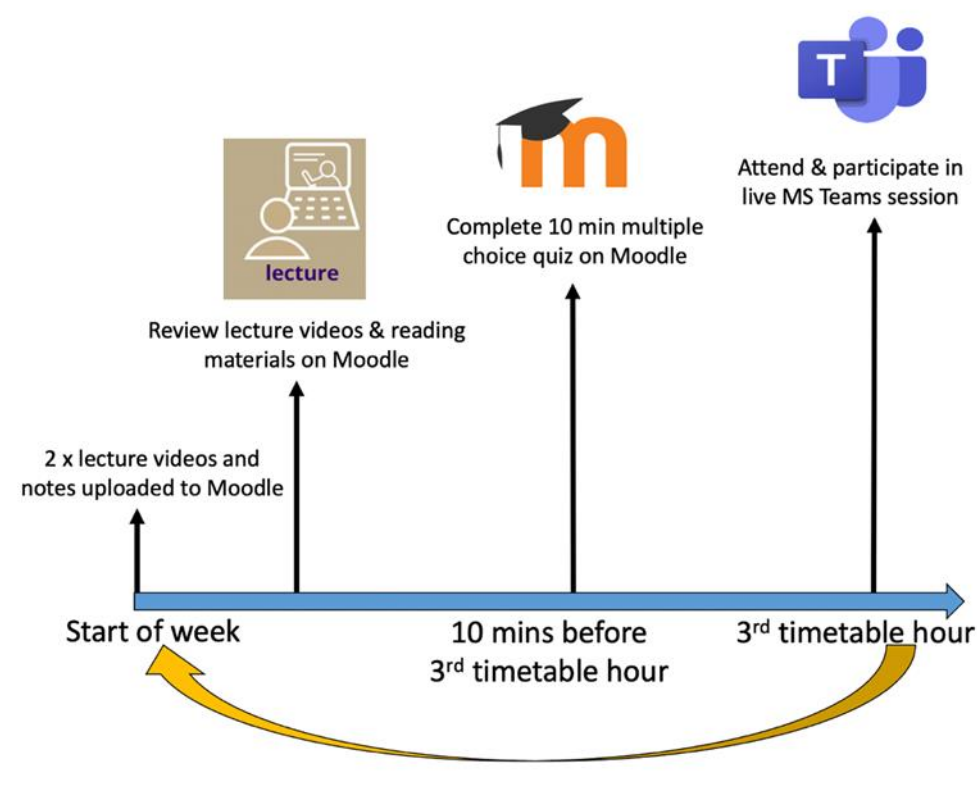 T
Attend & participate in
live MS Teams session
m
Complete 10 min multiple
choice quiz on Moodle
lecture
Review lecture videos & reading
materials on Moodle
2 x lecture videos and
notes uploaded to Moodle
Start of week
10 mins before
3rd timetable hour
3rd timetable hour